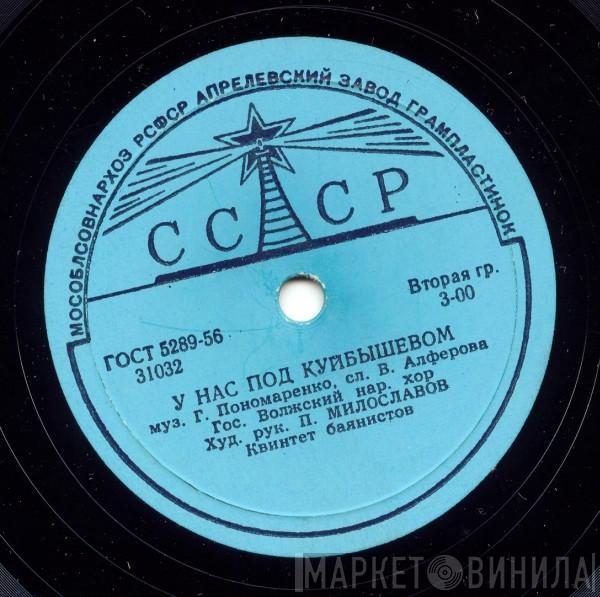 МОСОБЛСОВНАРХОЗ РСФСР АПРЕЛЕВСКИЙ ЗАВОД ГРАМПЛАСТИНОК
СССР
Вторая гр.
3-00
ГОСТ 5289-56
31032
У НАС ПОД КУЙБЫШЕВОМ
муз. Г. Пономаренко, сл. В. Алферова
Гос. Волжский нар. хор
Худ. рук. П. МИЛОСЛАВОВ
Квинтет баянистов
МАРКЕТ ВИНИЛА